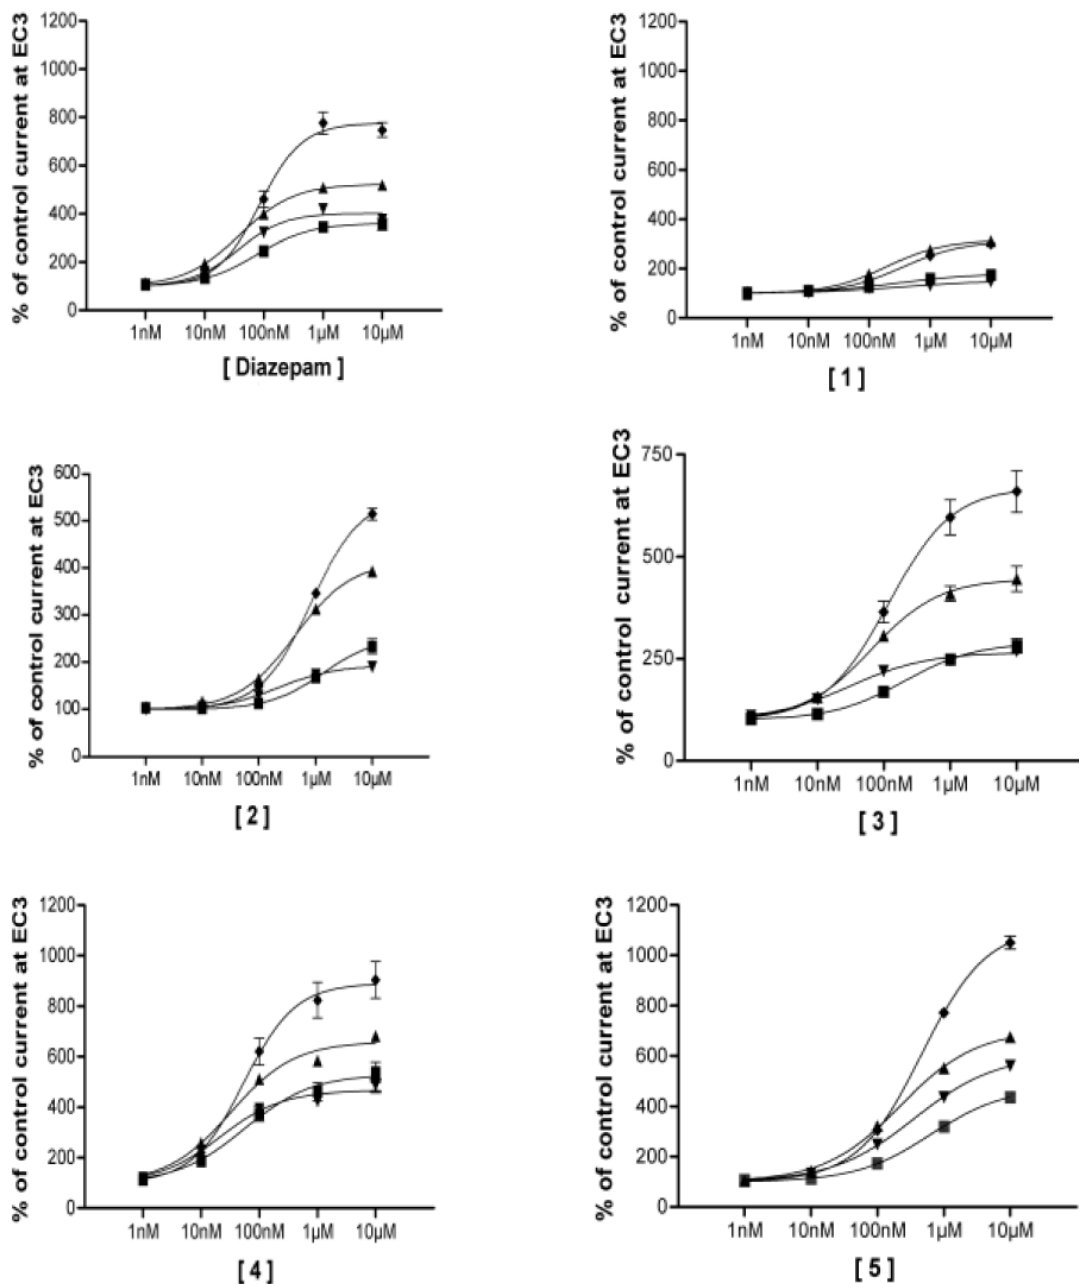 % of control current at EC3
1200
1000
800
600
400
200
0
1nM 10nM 100nM 1µM 10µM
[ Diazepam ]
% of control current at EC3
1200
1000
800
600
400
200
0
1nM 10nM 100nM 1µM 10µM
[ 1 ]
% of control current at EC3
600
500
400
300
200
100
0
1nM 10nM 100nM 1µM 10µM
[ 2 ]
% of control current at EC3
750
500
250
0
1nM 10nM 100nM 1µM 10µM
[ 3 ]
% of control current at EC3
1200
1000
800
600
400
200
0
1nM 10nM 100nM 1µM 10µM
[ 4 ]
% of control current at EC3
1200
1000
800
600
400
200
0
1nM 10nM 100nM 1µM 10µM
[ 5 ]